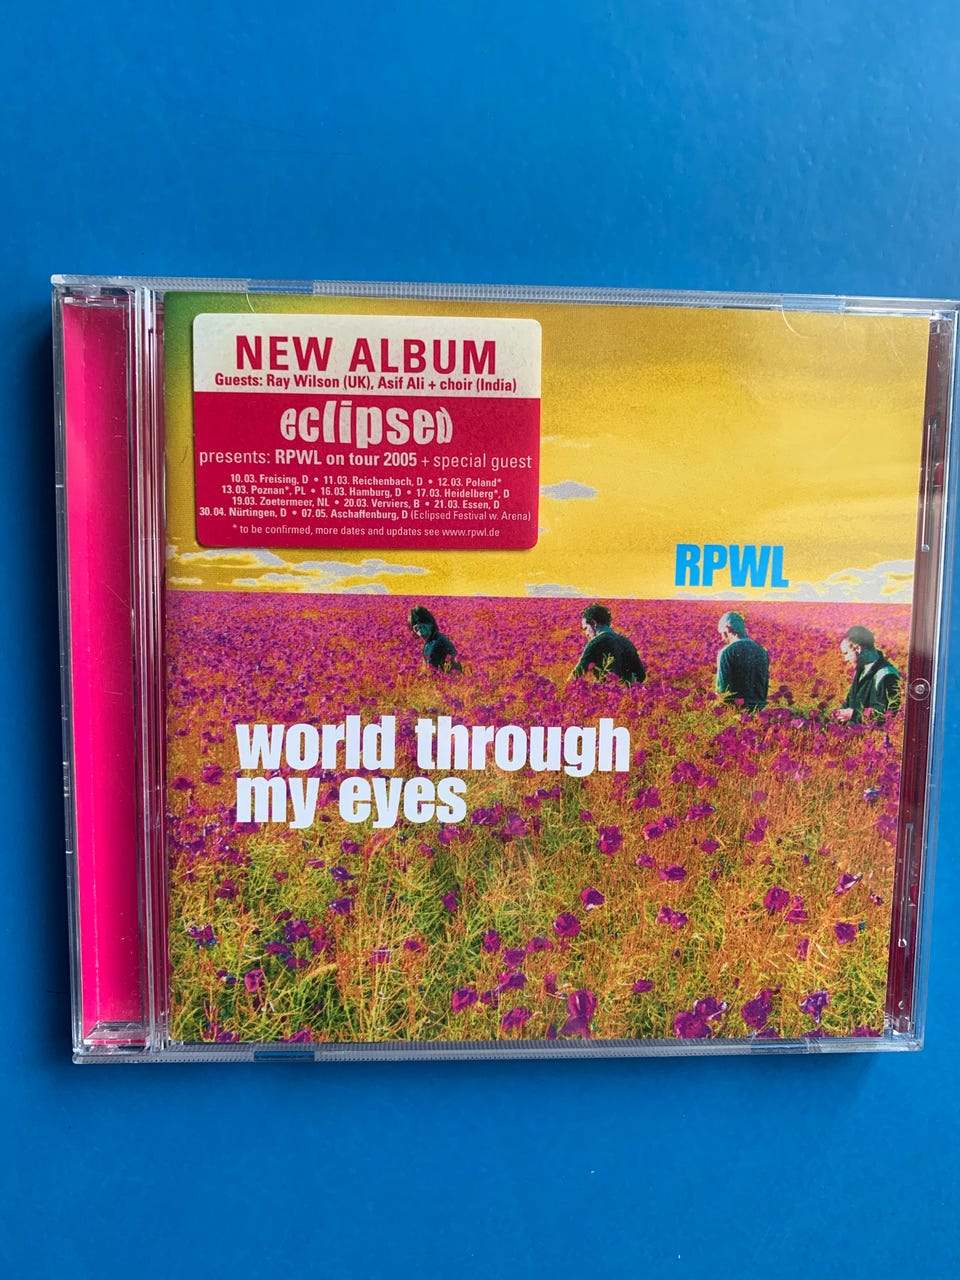 NEW ALBUM
Guests: Ray Wilson (UK), Asif Ali + choir (India)
eclipsed
presents: RPWL on tour 2005 + special guest
10.03. Freising, D • 11.03. Reichenbach, D • 12.03. Poland*
13.03. Poznan*, PL • 16.03. Hamburg, D • 17.03. Heidelberg*, D
19.03. Zoetermeer, NL • 20.03. Verviers, B • 21.03. Essen, D
30.04. Nürtingen, D • 07.05. Aschaffenburg, D (Eclipsed Festival w. Arena)
* to be confirmed, more dates and updates see www.rpwl.de
RPWL
world through
my eyes